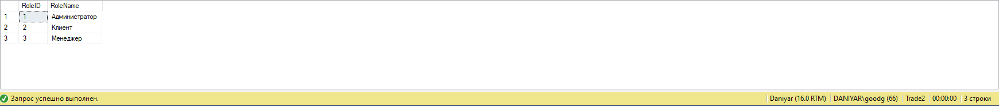 RoleID RoleName
1 1 Администратор
2 2 Клиент
3 3 Менеджер
Запрос успешно выполнен. Daniyar (16.0 RTM) DANIYAR\goodg (66) Trade2 00:00:00 3 строки